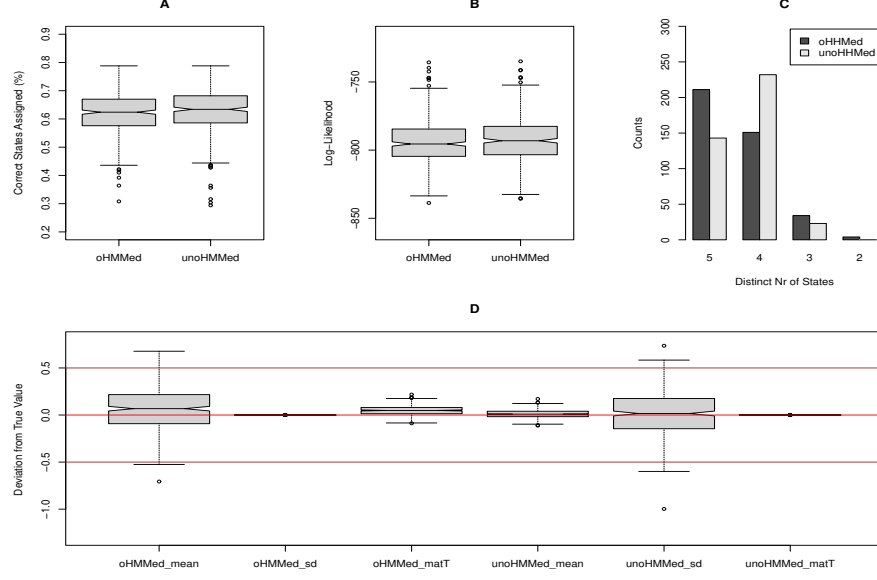 A
Correct States Assigned (%)
0.9
0.8
0.7
0.6
0.5
0.4
0.3
0.2
oHMMed
unoHMMed
B
Log-Likelihood
-750
-800
-850
oHMMed
unoHMMed
C
Counts
300
250
200
150
100
50
0
oHHMed
unoHHMed
5
4
3
2
Distinct Nr of States
D
Deviation from True Value
0.5
0.0
-0.5
-1.0
oHMMed_mean
oHMMed_sd
oHMMed_matT
unoHMMed_mean
unoHMMed_sd
unoHMMed_matT